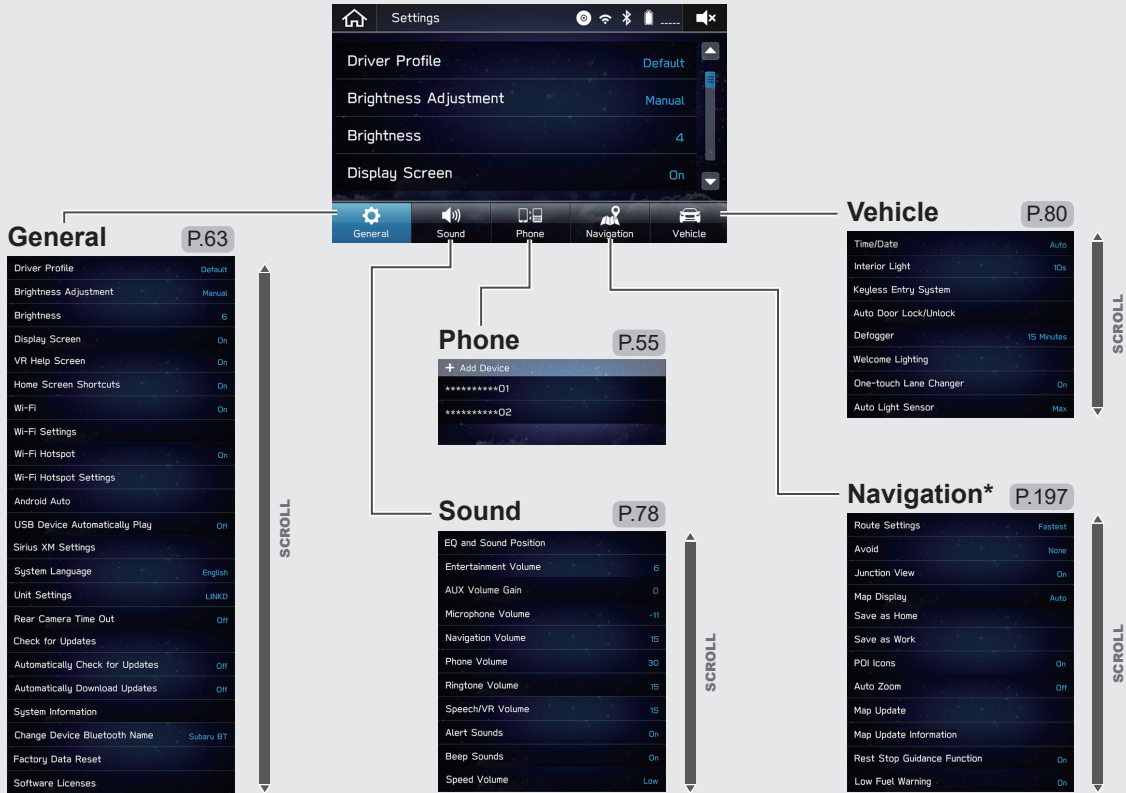 Settings
Driver Profile Default
Brightness Adjustment Manual
Brightness 4
Display Screen On
General Sound Phone Navigation Vehicle
General P.63
Driver Profile Default
Brightness Adjustment Manual
Brightness 6
Display Screen On
VR Help Screen On
Home Screen Shortcuts On
Wi-Fi On
Wi-Fi Settings
Wi-Fi Hotspot On
Wi-Fi Hotspot Settings
Android Auto
USB Device Automatically Play Off
Sirius XM Settings
System Language English
Unit Settings LINKD
Rear Camera Time Out Off
Check for Updates
Automatically Check for Updates Off
Automatically Download Updates Off
System Information
Change Device Bluetooth Name Subaru BT
Factory Data Reset
Software Licenses
SCROLL
Phone P.55
+ Add Device
**********01
**********02
Sound P.78
EQ and Sound Position
Entertainment Volume 6
AUX Volume Gain 0
Microphone Volume -11
Navigation Volume 15
Phone Volume 30
Ringtone Volume 15
Speech/VR Volume 15
Alert Sounds On
Beep Sounds On
Speed Volume Low
SCROLL
Vehicle P.80
Time/Date Auto
Interior Light 10s
Keyless Entry System
Auto Door Lock/Unlock
Defogger 15 Minutes
Welcome Lighting
One-touch Lane Changer On
Auto Light Sensor Max
SCROLL
Navigation* P.197
Route Settings Fastest
Avoid None
Junction View On
Map Display Auto
Save as Home
Save as Work
POI Icons On
Auto Zoom Off
Map Update
Map Update Information
Rest Stop Guidance Function On
Low Fuel Warning On
SCROLL